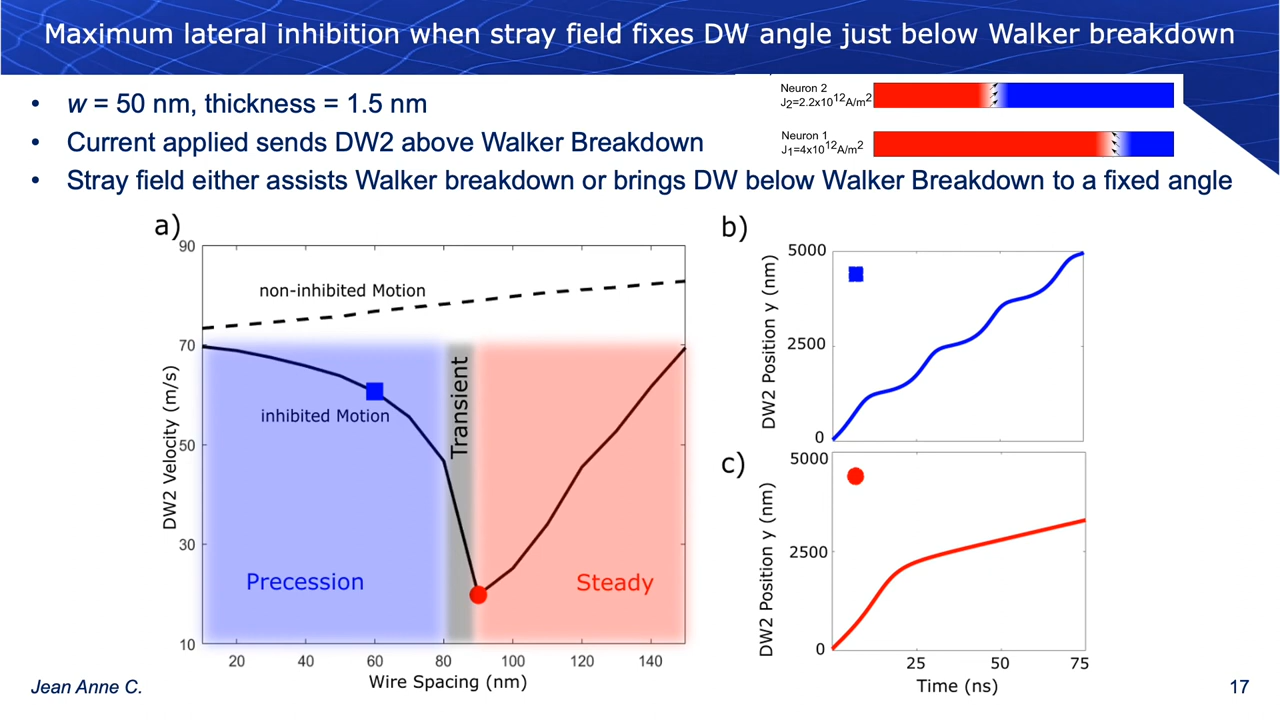 Maximum lateral inhibition when stray field fixes DW angle just below Walker breakdown
• w = 50 nm, thickness = 1.5 nm
• Current applied sends DW2 above Walker Breakdown
• Stray field either assists Walker breakdown or brings DW below Walker Breakdown to a fixed angle
Neuron 2
J2=2.2x10^12A/m^2
Neuron 1
J1=4x10^12A/m^2
a)
90
70
50
30
10
DW2 Velocity (m/s)
non-inhibited Motion
inhibited Motion
Transient
Precession
Steady
20 40 60 80 100 120 140
Wire Spacing (nm)
b)
5000
2500
0
DW2 Position y (nm)
c)
5000
2500
0
DW2 Position y (nm)
25 50 75
Time (ns)
Jean Anne C.
17